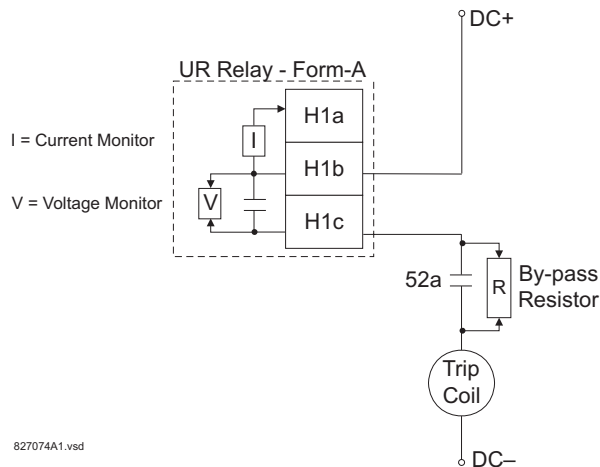 DC+
UR Relay - Form-A
H1a
I = Current Monitor
I
H1b
V = Voltage Monitor
V
H1c
52a
R
By-pass
Resistor
Trip
Coil
827074A1.vsd
DC–